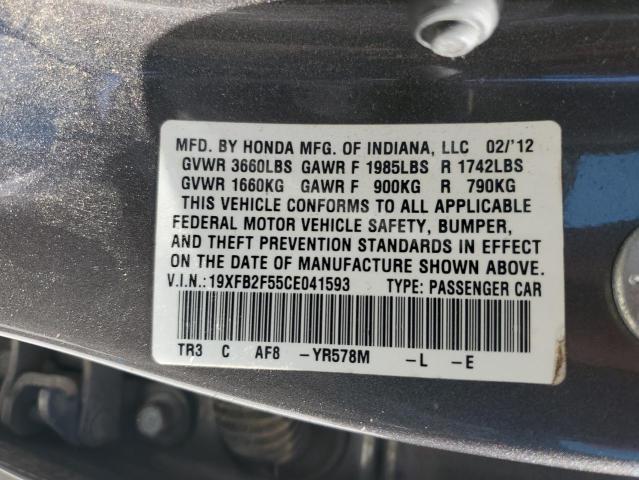 MFD. BY HONDA MFG. OF INDIANA, LLC 02/'12
GVWR 3660LBS GAWR F 1985LBS R 1742LBS
GVWR 1660KG GAWR F 900KG R 790KG
THIS VEHICLE CONFORMS TO ALL APPLICABLE
FEDERAL MOTOR VEHICLE SAFETY, BUMPER,
AND THEFT PREVENTION STANDARDS IN EFFECT
ON THE DATE OF MANUFACTURE SHOWN ABOVE.
V.I.N.:19XFB2F55CE041593 TYPE: PASSENGER CAR
TR3 C AF8 -YR578M -L -E